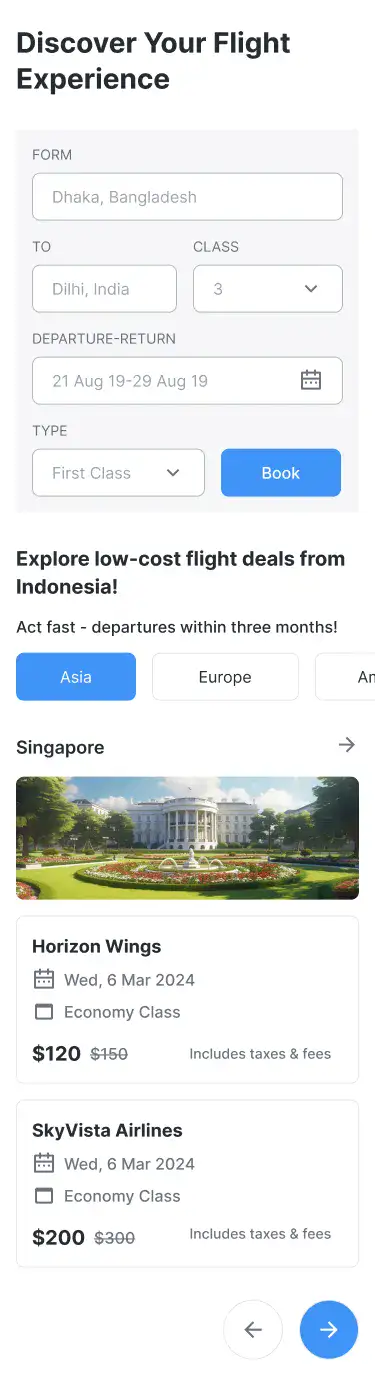 Discover Your Flight
Experience
FORM
Dhaka, Bangladesh
TO
CLASS
Dilhi, India
3
DEPARTURE-RETURN
21 Aug 19-29 Aug 19
TYPE
First Class
Book
Explore low-cost flight deals from
Indonesia!
Act fast - departures within three months!
Asia
Europe
Singapore
Horizon Wings
Wed, 6 Mar 2024
Economy Class
$120 $150
Includes taxes & fees
SkyVista Airlines
Wed, 6 Mar 2024
Economy Class
$200 $300
Includes taxes & fees